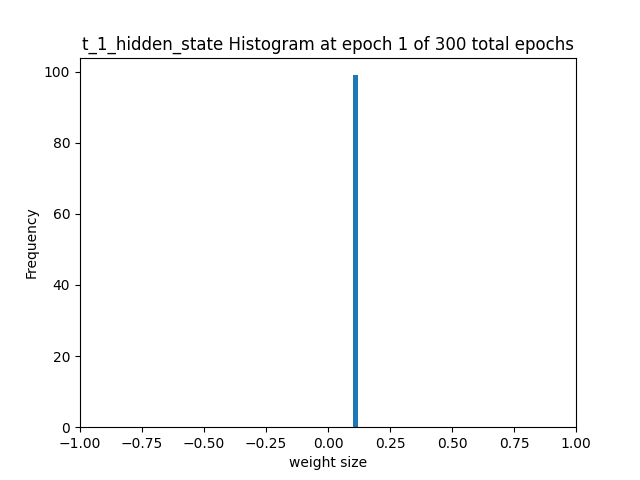 t_1_hidden_state Histogram at epoch 1 of 300 total epochs
100
80
60
40
20
0
Frequency
−1.00 −0.75 −0.50 −0.25 0.00 0.25 0.50 0.75 1.00
weight size